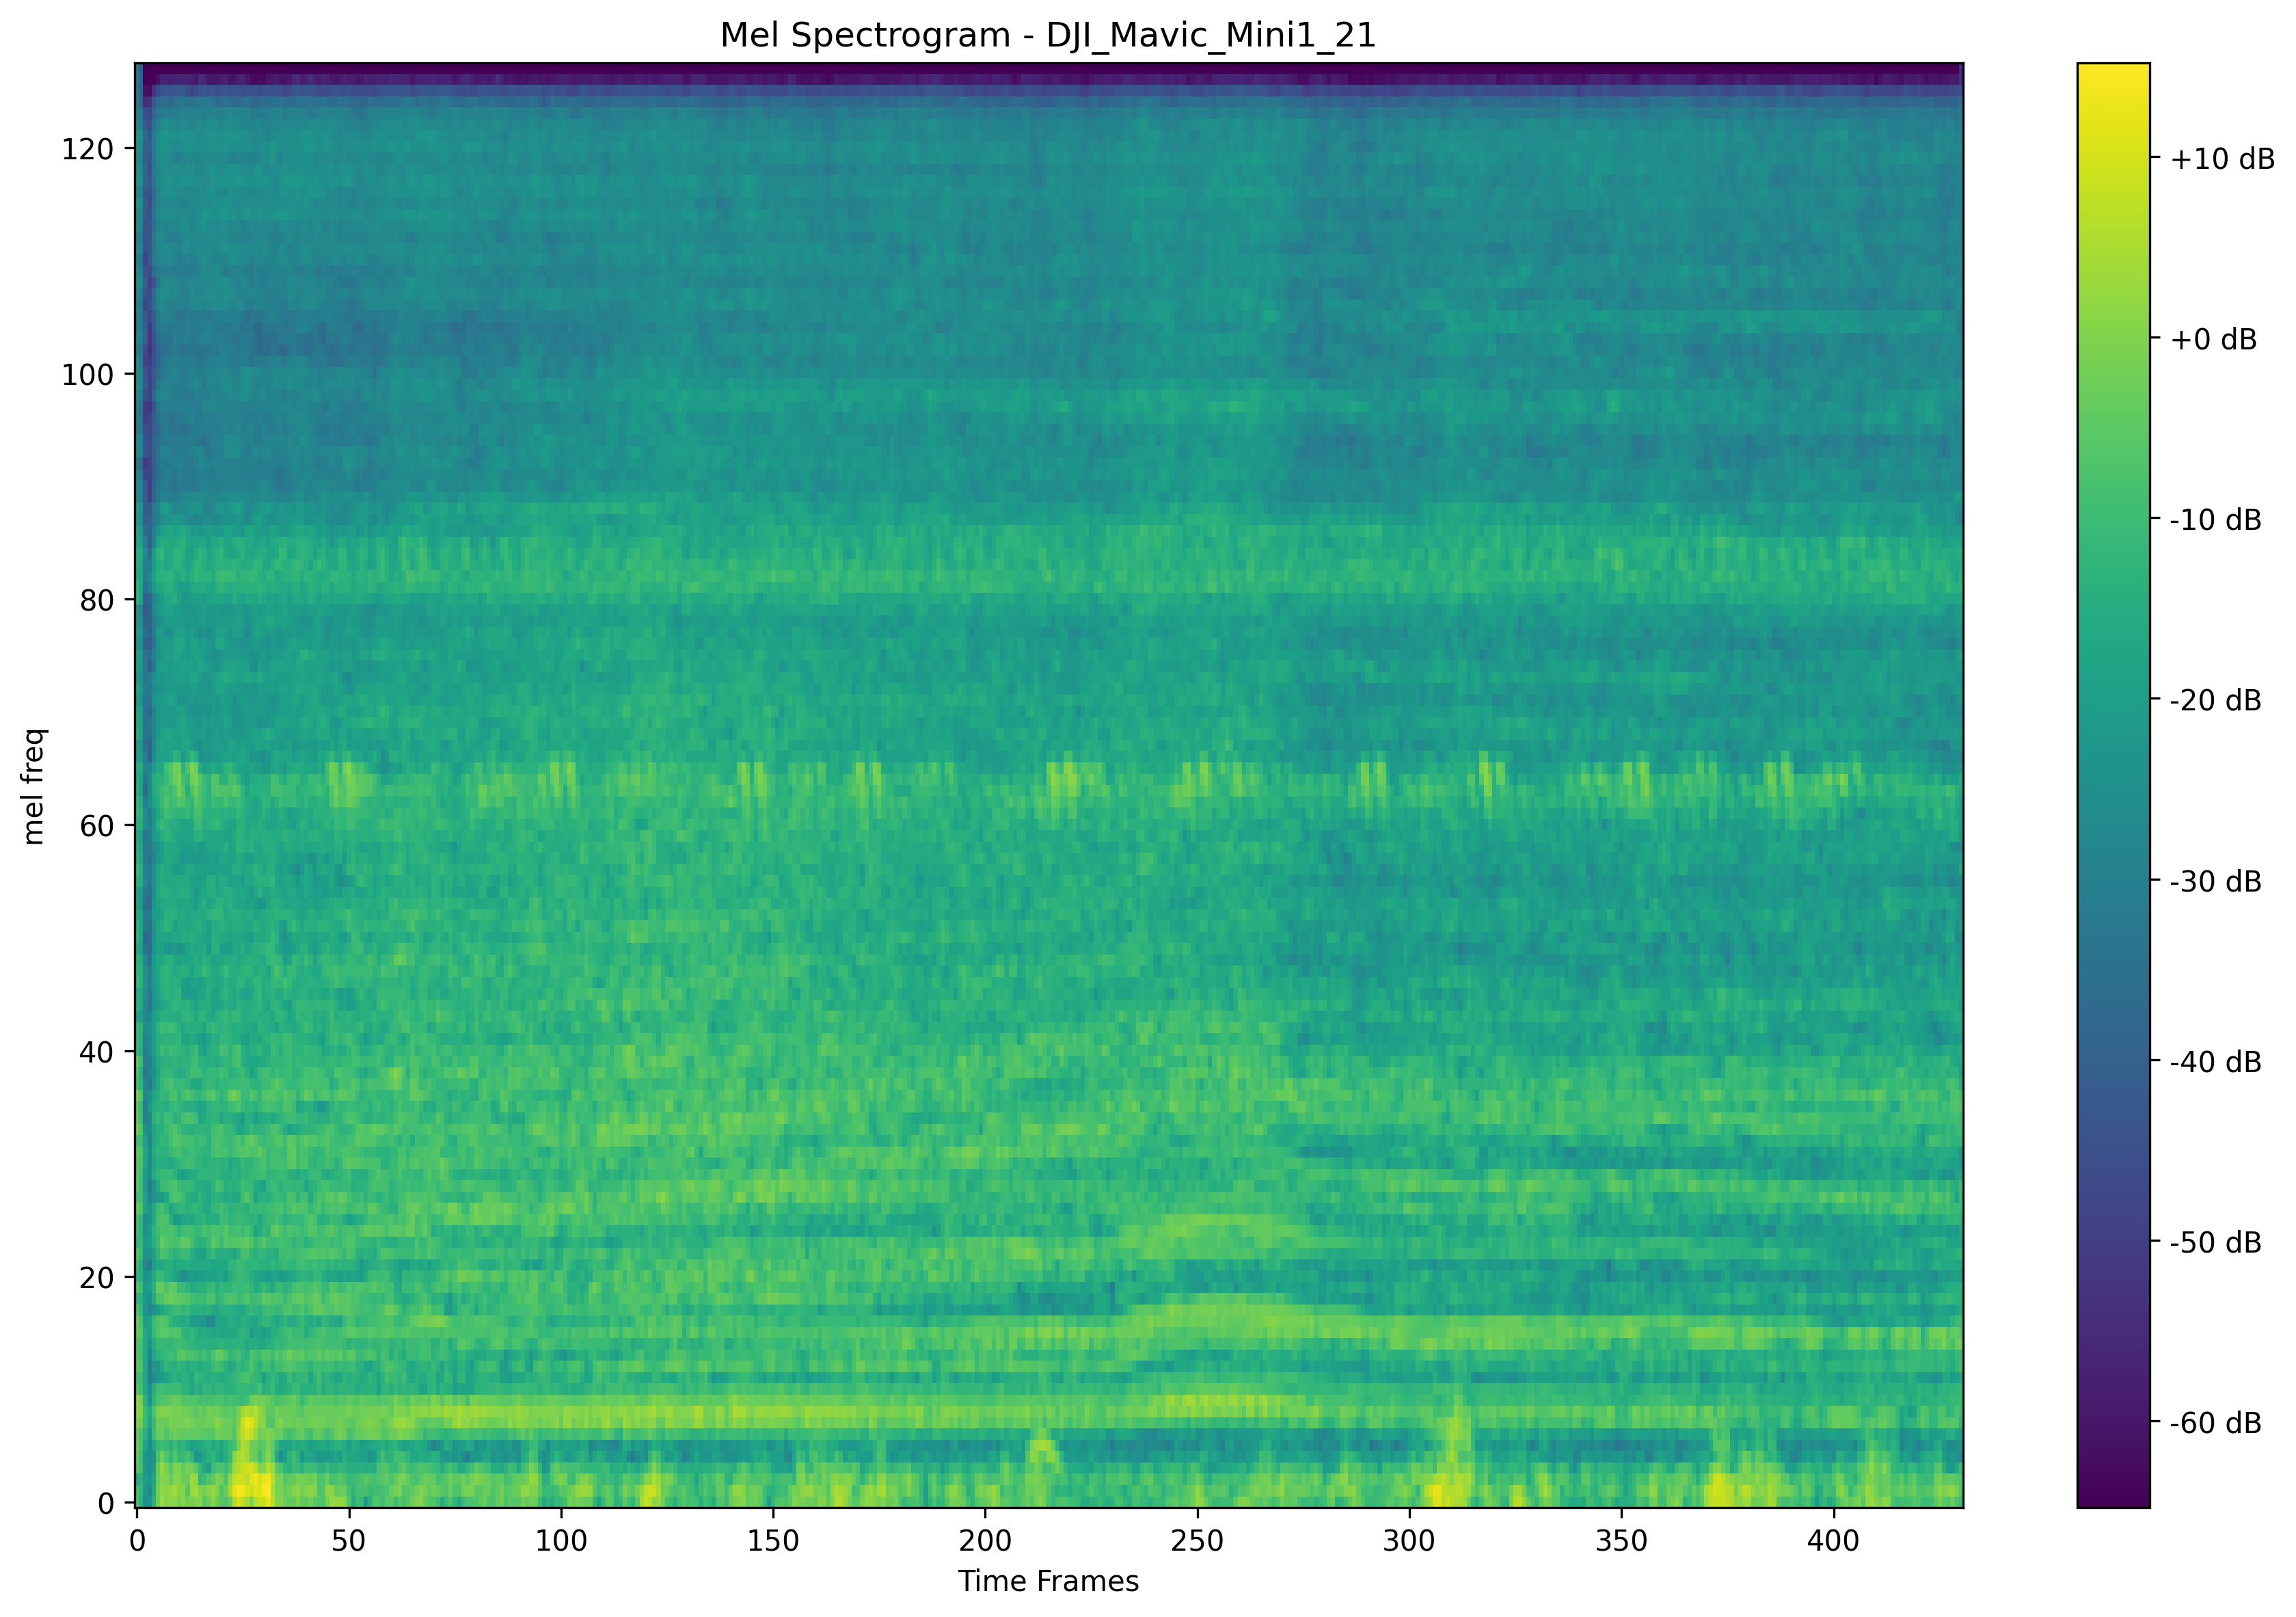 Mel Spectrogram - DJI_Mavic_Mini1_21
mel freq
120
100
80
60
40
20
0
0 50 100 150 200 250 300 350 400
Time Frames
+10 dB
+0 dB
-10 dB
-20 dB
-30 dB
-40 dB
-50 dB
-60 dB